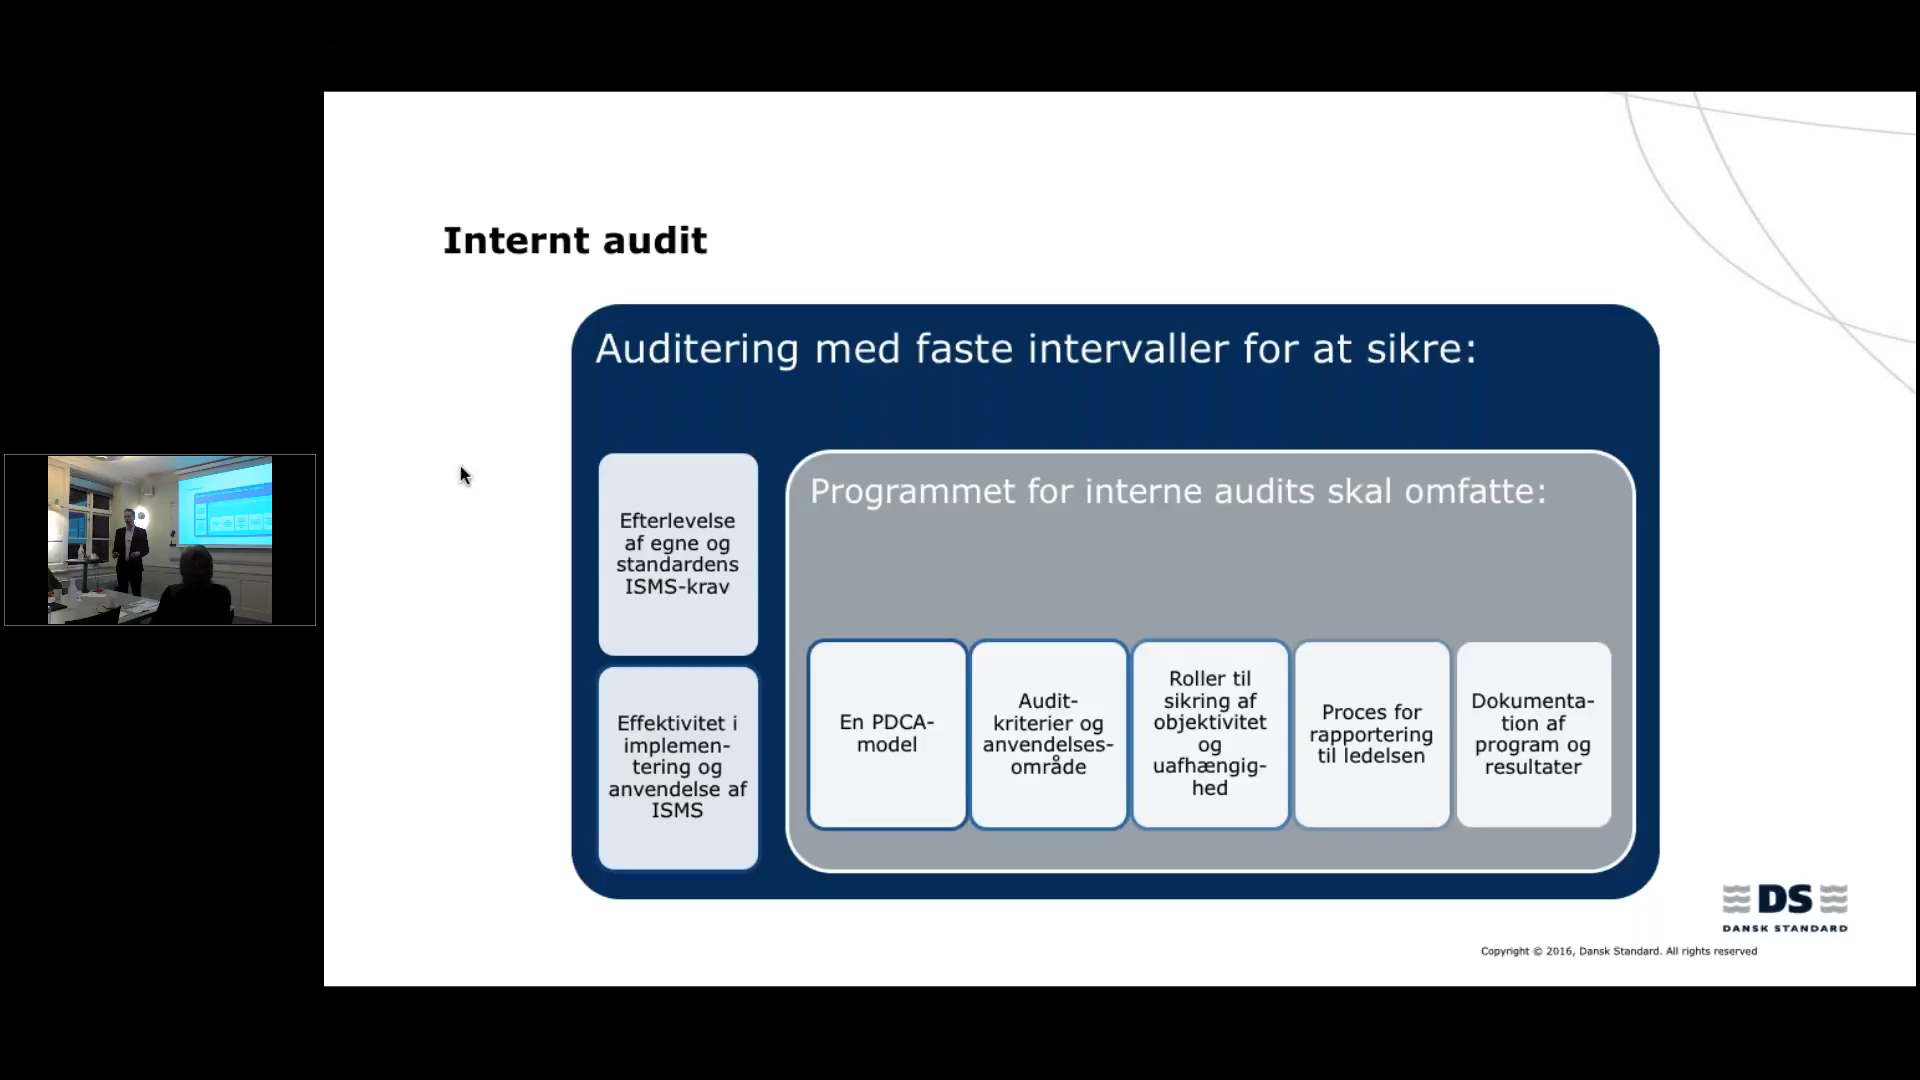 Internt audit
Auditering med faste intervaller for at sikre:
Efterlevelse
af egne og
standardens
ISMS-krav
Effektivitet i
implemen-
tering og
anvendelse af
ISMS
Programmet for interne audits skal omfatte:
En PDCA-
model
Audit-
kriterier og
anvendelses-
område
Roller til
sikring af
objektivitet
og
uafhængig-
hed
Proces for
rapportering
til ledelsen
Dokumenta-
tion af
program og
resultater
DS
DANSK STANDARD
Copyright © 2016, Dansk Standard. All rights reserved